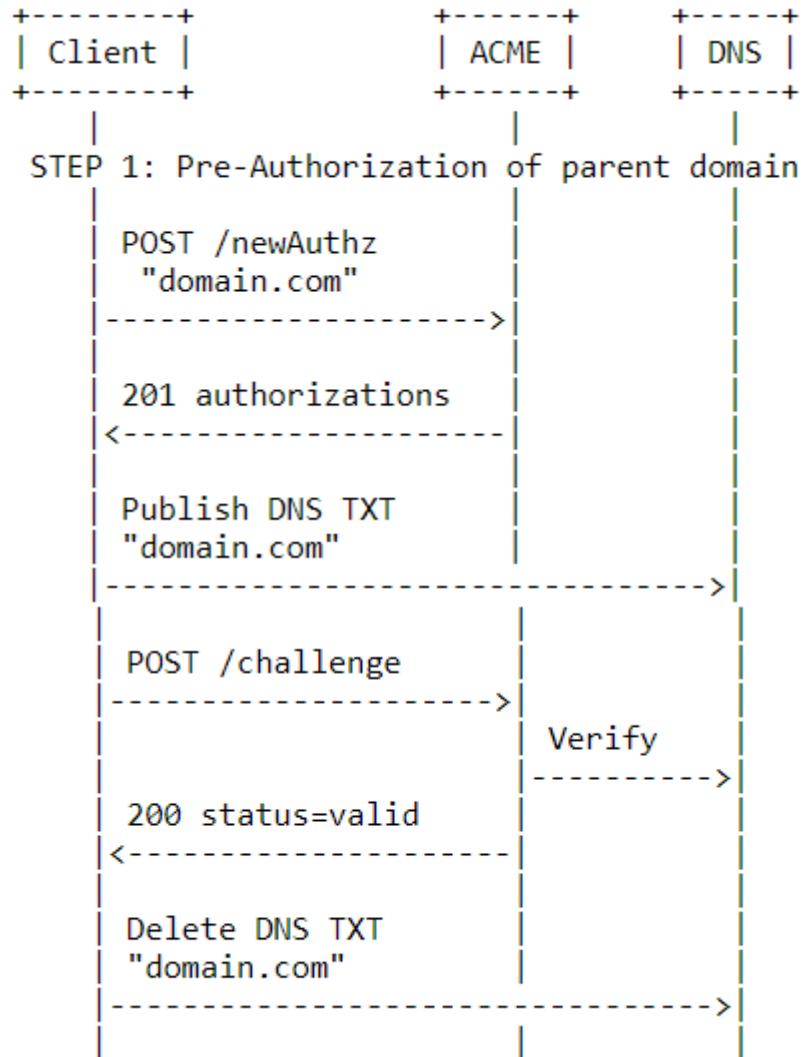 +--------+ +------+ +-----+
| Client | | ACME | | DNS |
+--------+ +------+ +-----+
| | |
STEP 1: Pre-Authorization of parent domain
| | |
| POST /newAuthz | |
| "domain.com" | |
|--------------------->| |
| | |
| 201 authorizations | |
|<---------------------| |
| | |
| Publish DNS TXT | |
| "domain.com" | |
|--------------------------------->|
| | |
| POST /challenge | |
|--------------------->| |
| | Verify |
| |---------->|
| 200 status=valid | |
|<---------------------| |
| | |
| Delete DNS TXT | |
| "domain.com" | |
|--------------------------------->|
| | |